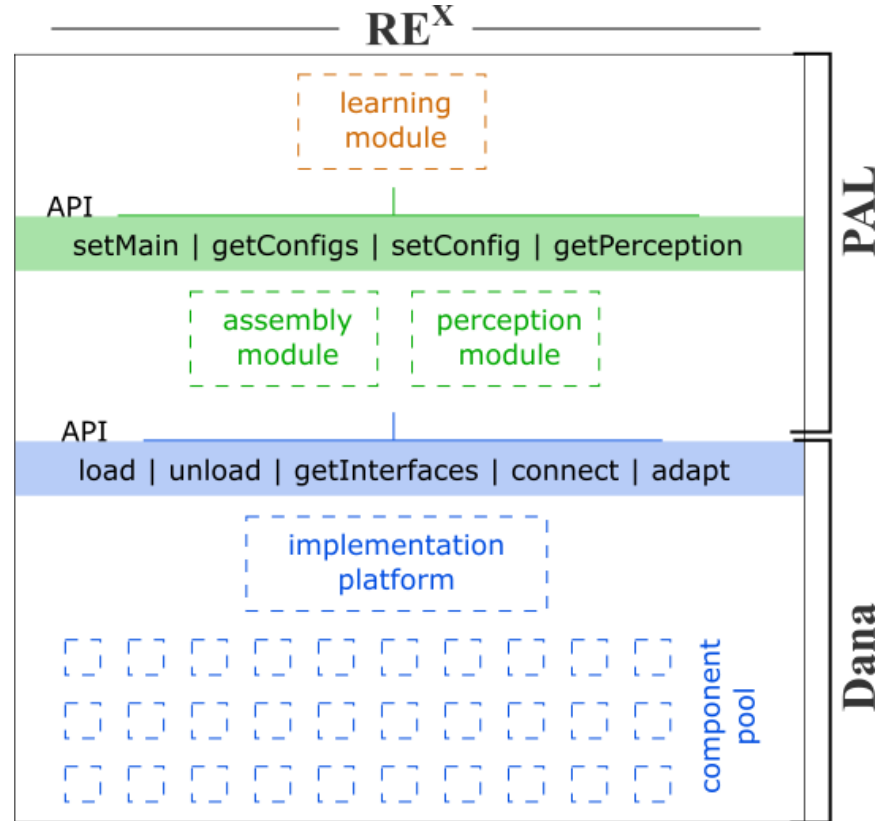 RE^X
learning
module
API
setMain | getConfigs | setConfig | getPerception
assembly
module
perception
module
PAL
API
load | unload | getInterfaces | connect | adapt
implementation
platform
component
pool
Dana